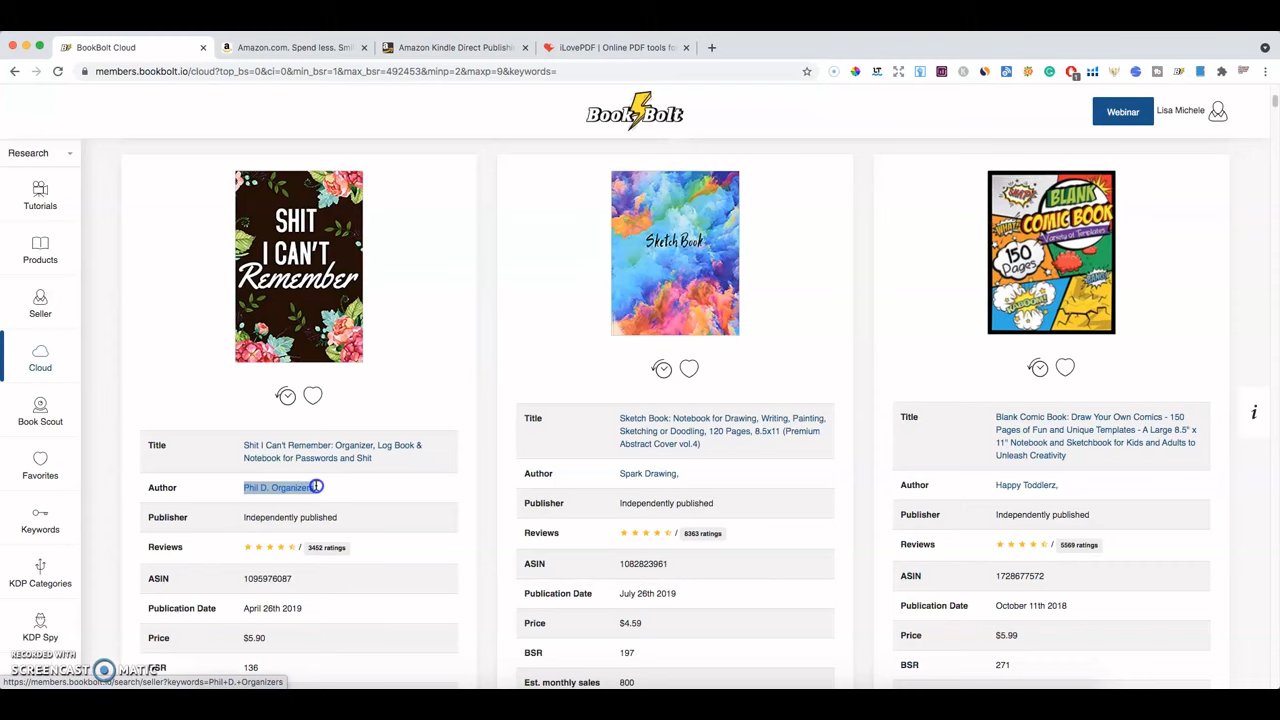 BookBolt Cloud
Amazon.com. Spend less. Smi
Amazon Kindle Direct Publishin
iLovePDF | Online PDF tools for
members.bookbolt.io/cloud?top_bs=0&ci=0&min_bsr=1&max_bsr=492453&minp=2&maxp=9&keywords=
Book Bolt
Webinar
Lisa Michele
Research
Tutorials
Products
Seller
Cloud
Book Scout
Favorites
Keywords
KDP Categories
KDP Spy
SHIT
I CAN'T
Remember
Title
Shit I Can't Remember: Organizer, Log Book &
Notebook for Passwords and Shit
Author
Phil D. Organizers
Publisher
Independently published
Reviews
/ 3452 ratings
ASIN
1095976087
Publication Date
April 26th 2019
Price
$5.90
BSR
136
Sketch Book
Title
Sketch Book: Notebook for Drawing, Writing, Painting,
Sketching or Doodling, 120 Pages, 8.5x11 (Premium
Abstract Cover vol.4)
Author
Spark Drawing,
Publisher
Independently published
Reviews
/ 8363 ratings
ASIN
1082823961
Publication Date
July 26th 2019
Price
$4.59
BSR
197
Est. monthly sales
800
BLANK
COMIC BOOK
Variety of Templates
150
Pages
Title
Blank Comic Book: Draw Your Own Comics - 150
Pages of Fun and Unique Templates - A Large 8.5" x
11" Notebook and Sketchbook for Kids and Adults to
Unleash Creativity
Author
Happy Toddlerz,
Publisher
Independently published
Reviews
/ 5569 ratings
ASIN
1728677572
Publication Date
October 11th 2018
Price
$5.99
BSR
271
i
RECORDED WITH
SCREENCAST MATIC
https://members.bookbolt.io/search/seller?keywords=Phil+D.+Organizers